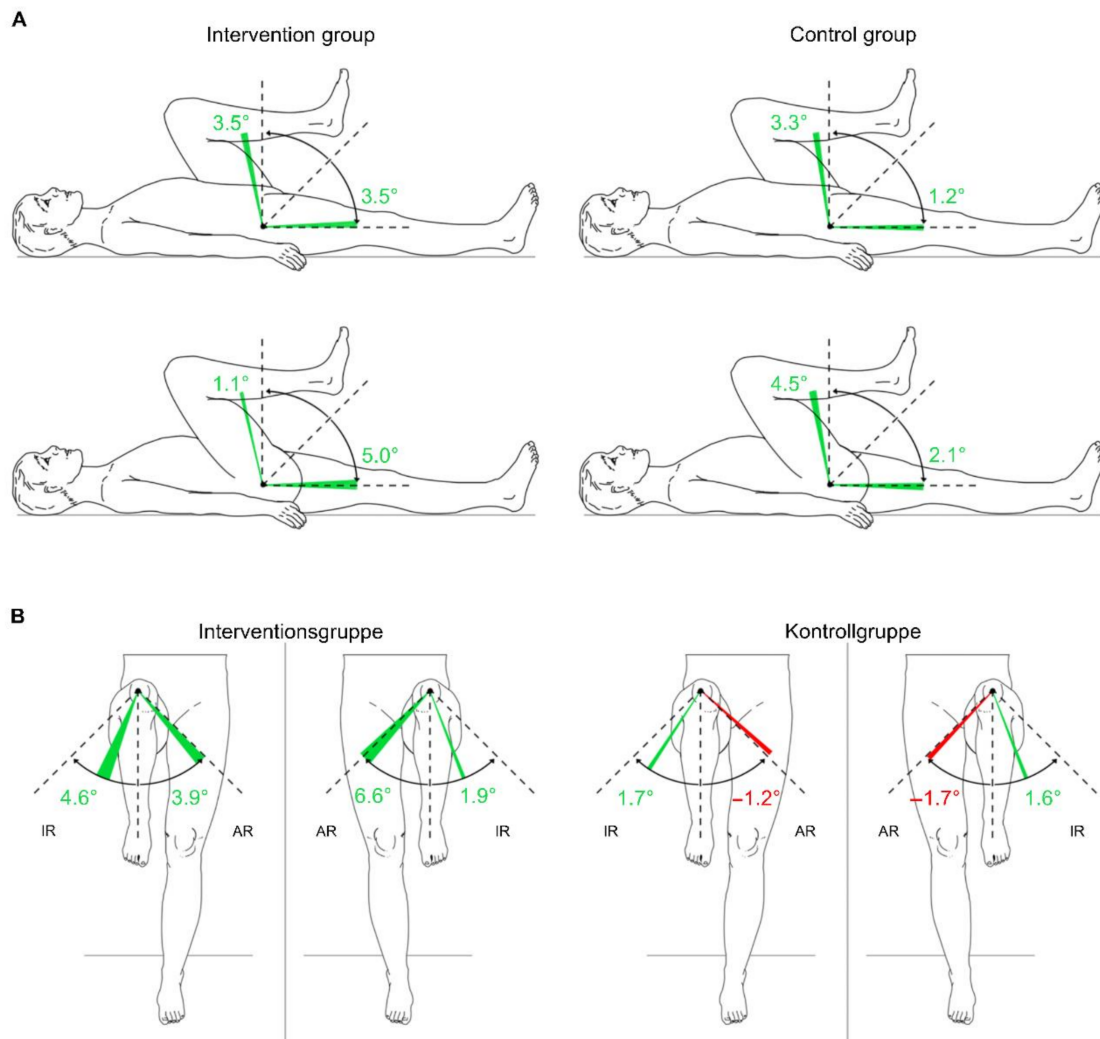 A
Intervention group
Control group
3.5°
3.5°
3.3°
1.2°
1.1°
5.0°
4.5°
2.1°
B
Interventionsgruppe
Kontrollgruppe
4.6°
3.9°
IR
AR
6.6°
1.9°
AR
IR
1.7°
–1.2°
IR
AR
–1.7°
1.6°
AR
IR